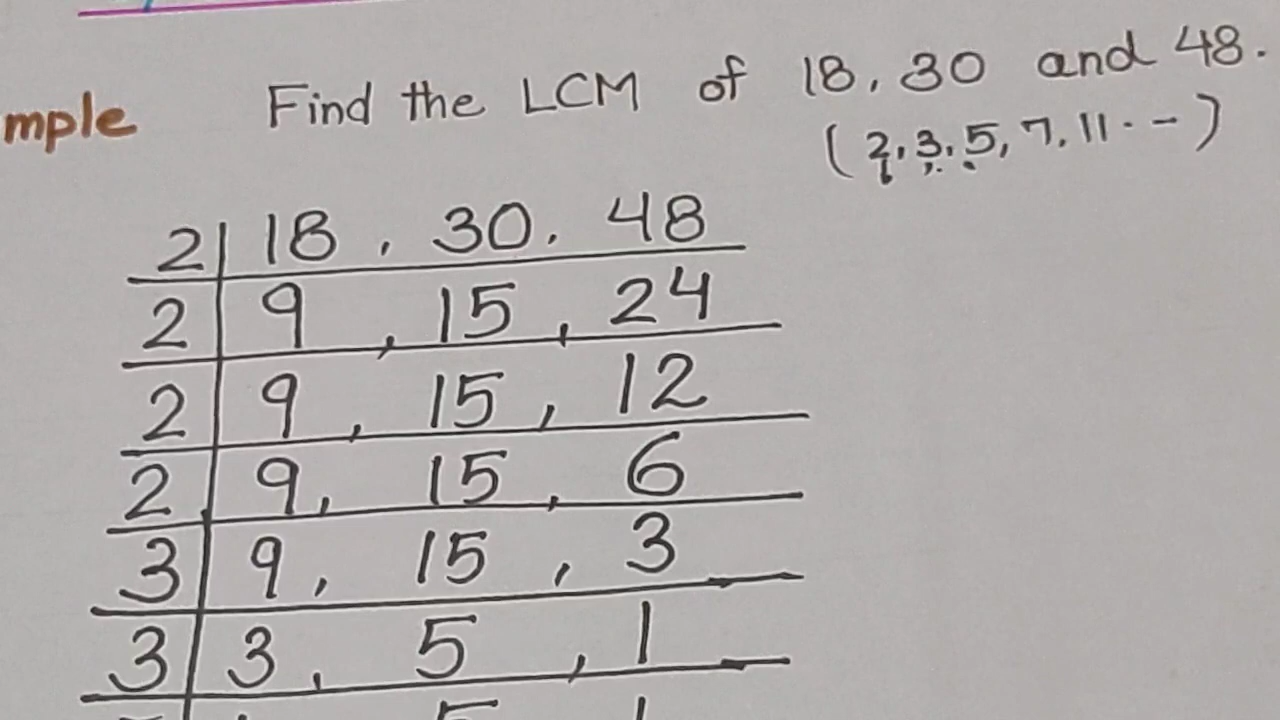 mple Find the LCM of 18, 30 and 48.
(2, 3, 5, 7, 11 . - -)
2 | 18 , 30 , 48
2 | 9 , 15 , 24
2 | 9 , 15 , 12
2 | 9 , 15 , 6
3 | 9 , 15 , 3
3 | 3 , 5 , 1
5 1